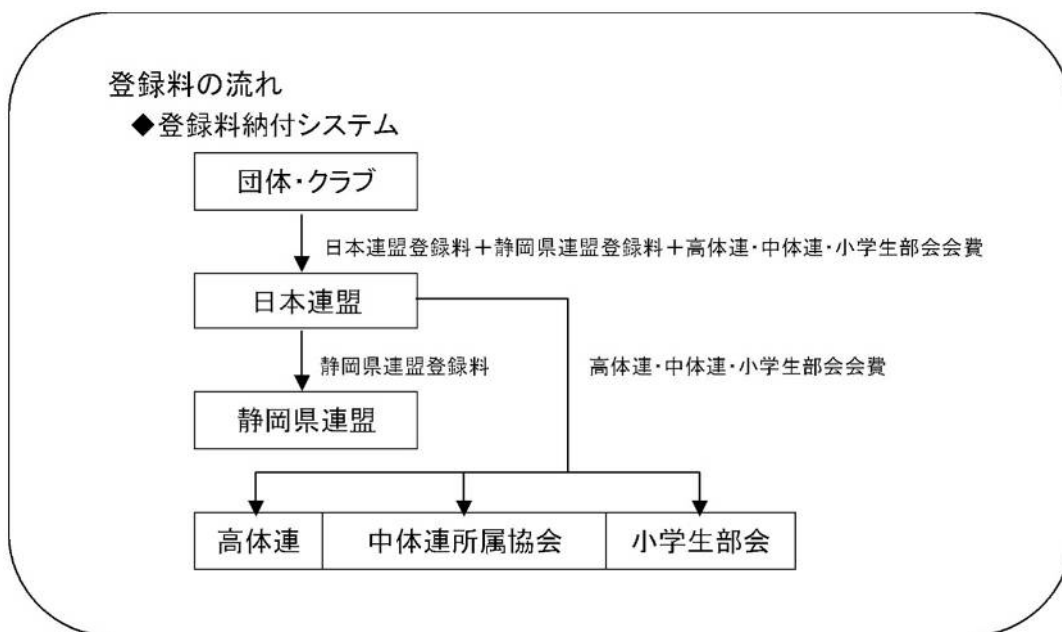 登録料の流れ
◆登録料納付システム
団体・クラブ
日本連盟登録料＋静岡県連盟登録料＋高体連・中体連・小学生部会会費
日本連盟
静岡県連盟登録料
高体連・中体連・小学生部会会費
静岡県連盟
高体連
中体連所属協会
小学生部会